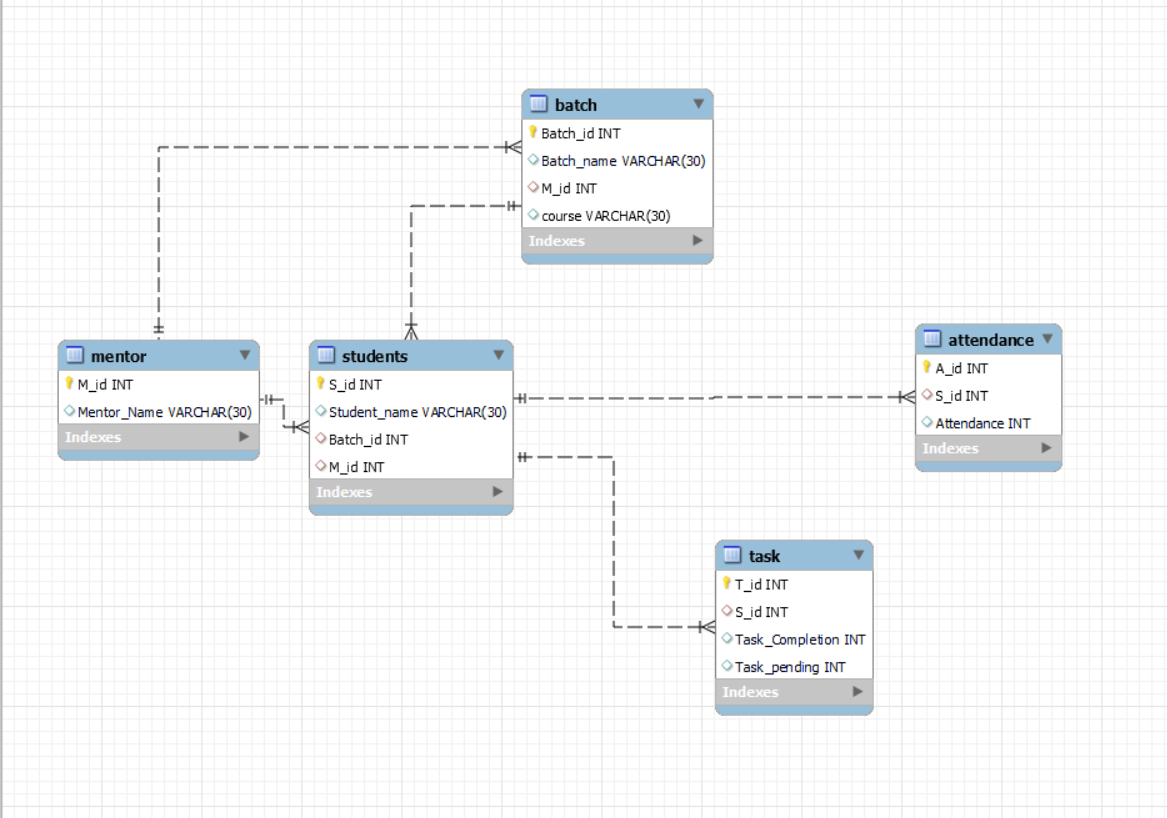 batch
Batch_id INT
Batch_name VARCHAR(30)
M_id INT
course VARCHAR(30)
Indexes
mentor
M_id INT
Mentor_Name VARCHAR(30)
Indexes
students
S_id INT
Student_name VARCHAR(30)
Batch_id INT
M_id INT
Indexes
attendance
A_id INT
S_id INT
Attendance INT
Indexes
task
T_id INT
S_id INT
Task_Completion INT
Task_pending INT
Indexes